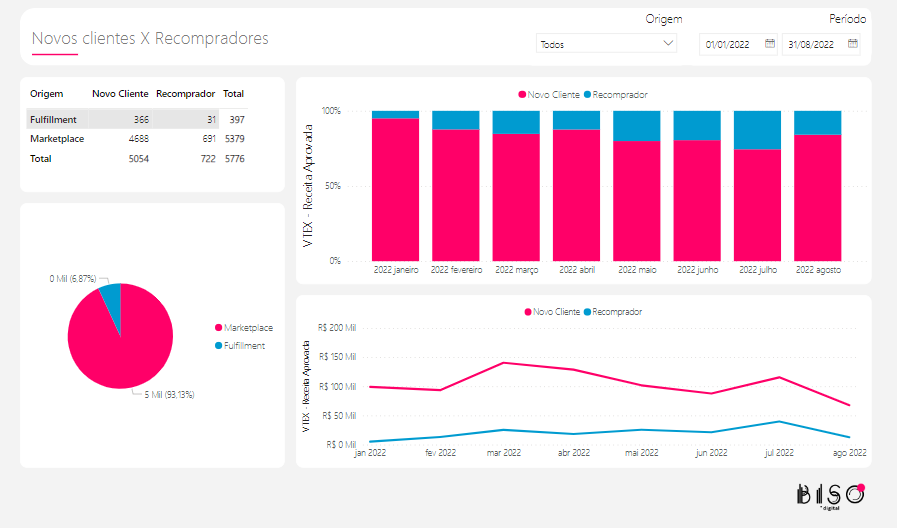 Novos clientes X Recompradores
Origem
Período
Todos
01/01/2022
31/08/2022
Origem Novo Cliente Recomprador Total
Fulfillment 366 31 397
Marketplace 4688 691 5379
Total 5054 722 5776
0 Mil (6,87%)
5 Mil (93,13%)
Marketplace
Fulfillment
Novo Cliente Recomprador
VTEX - Receita Aprovada
100%
50%
0%
2022 janeiro 2022 fevereiro 2022 março 2022 abril 2022 maio 2022 junho 2022 julho 2022 agosto
Novo Cliente Recomprador
VTEX - Receita Aprovada
R$ 200 Mil
R$ 150 Mil
R$ 100 Mil
R$ 50 Mil
R$ 0 Mil
jan 2022 fev 2022 mar 2022 abr 2022 mai 2022 jun 2022 jul 2022 ago 2022
BISO
digital